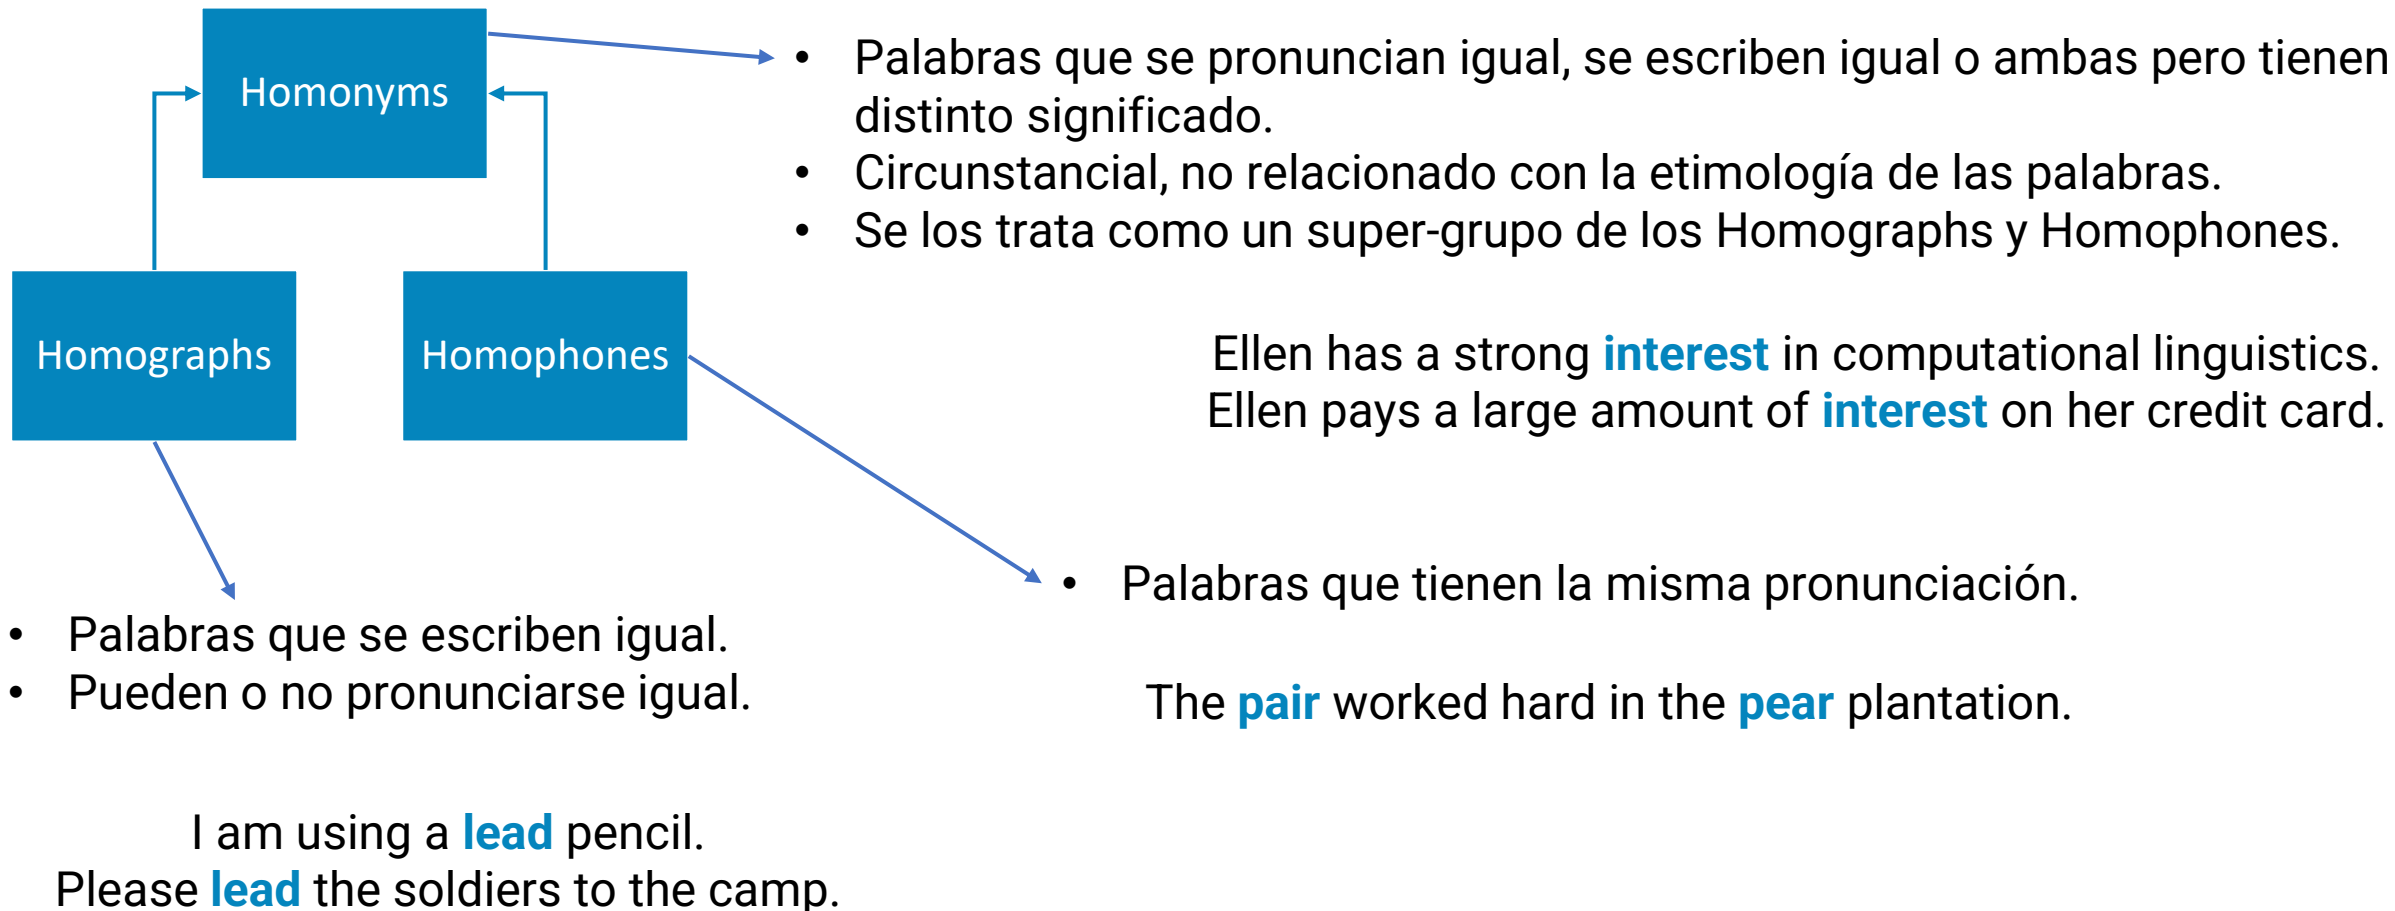 Homonyms
• Palabras que se pronuncian igual, se escriben igual o ambas pero tienen
distinto significado.
• Circunstancial, no relacionado con la etimología de las palabras.
• Se los trata como un super-grupo de los Homographs y Homophones.
Homographs
Homophones
Ellen has a strong interest in computational linguistics.
Ellen pays a large amount of interest on her credit card.
• Palabras que tienen la misma pronunciación.
The pair worked hard in the pear plantation.
• Palabras que se escriben igual.
• Pueden o no pronunciarse igual.
I am using a lead pencil.
Please lead the soldiers to the camp.